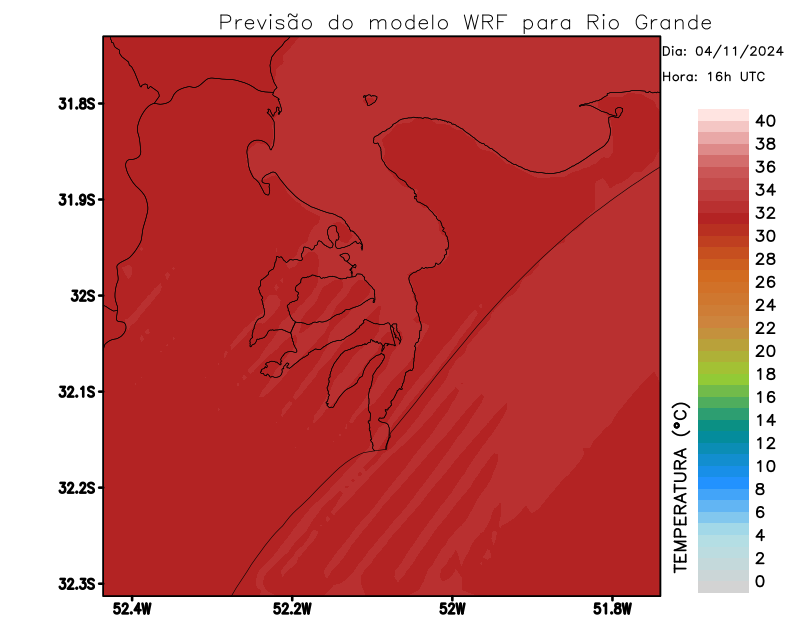 Previsão do modelo WRF para Rio Grande
Dia: 04/11/2024
Hora: 16h UTC
31.8S
31.9S
32S
32.1S
32.2S
32.3S
52.4W
52.2W
52W
51.8W
TEMPERATURA (°C)
40
38
36
34
32
30
28
26
24
22
20
18
16
14
12
10
8
6
4
2
0